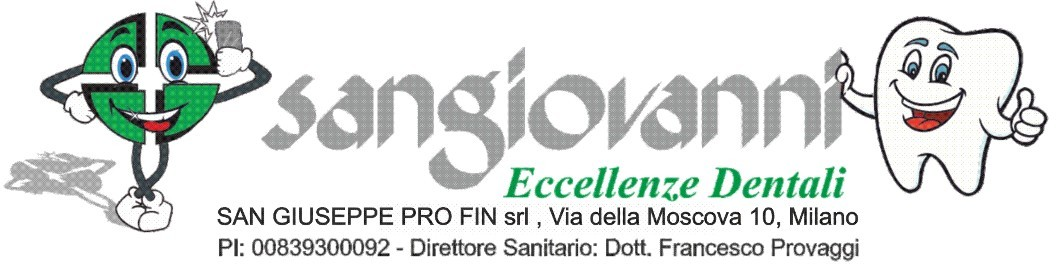 sangiovanni
Eccellenze Dentali
SAN GIUSEPPE PRO FIN srl , Via della Moscova 10, Milano
PI: 00839300092 - Direttore Sanitario: Dott. Francesco Provaggi